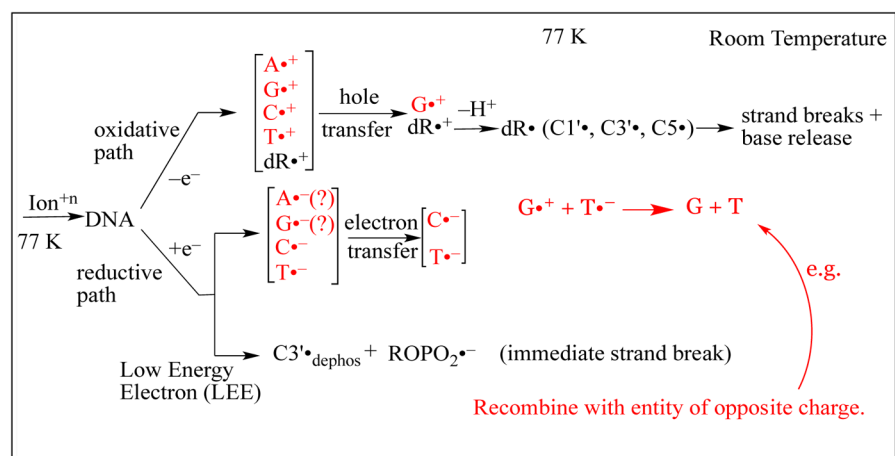 77 K Room Temperature
A•+
G•+
C•+
T•+
dR•+
oxidative
path
–e–
hole
transfer
G•+
dR•+
–H+
dR• (C1'•, C3'•, C5•)
strand breaks +
base release
Ion+n
77 K
DNA
+e–
reductive
path
A•–(?)
G•–(?)
C•–
T•–
electron
transfer
C•–
T•–
G•+ + T•– G + T
e.g.
Low Energy
Electron (LEE)
C3'•dephos + ROPO2•– (immediate strand break)
Recombine with entity of opposite charge.